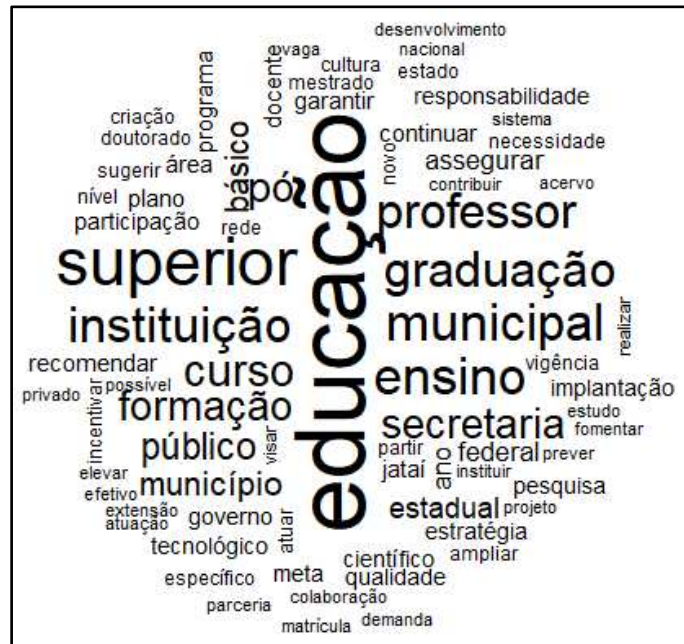 desenvolvimento
vaga
nacional
cultura
estado
mestrado
docente
garantir
responsabilidade
programa
criação
doutorado
sistema
continuar
necessidade
novo
assegurar
sugerir
área
básico
pó
contribuir
acervo
nível
plano
participação
rede
professor
educação
superior
graduação
instituição
municipal
realizar
recomendar
curso
ensino
vigência
privado
possível
implantação
incentivar
formação
secretaria
estudo
fomentar
público
visar
partir
federal
prever
ano
jataí
instituir
elevar
município
pesquisa
efetivo
extensão
atuação
governo
atuar
estadual
projeto
estratégia
tecnológico
científico
ampliar
específico
meta
qualidade
colaboração
parceria
matrícula
demanda